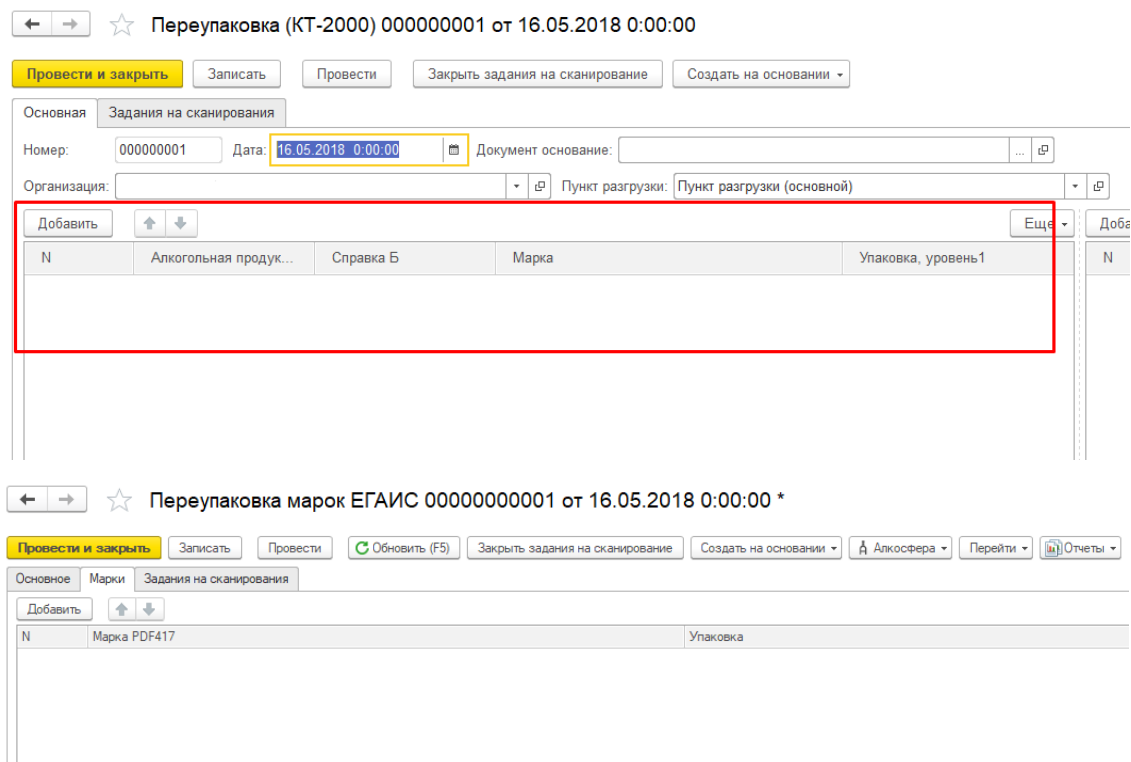 Переупаковка (КТ-2000) 000000001 от 16.05.2018 0:00:00
Провести и закрыть Записать Провести Закрыть задания на сканирование Создать на основании
Основная Задания на сканирования
Номер: 000000001 Дата: 16.05.2018 0:00:00 Документ основание: ...
Организация: Пункт разгрузки: Пункт разгрузки (основной)
Добавить Еще Доба
N Алкогольная продук... Справка Б Марка Упаковка, уровень1 N
Переупаковка марок ЕГАИС 00000000001 от 16.05.2018 0:00:00 *
Провести и закрыть Записать Провести Обновить (F5) Закрыть задания на сканирование Создать на основании Алкосфера Перейти Отчеты
Основное Марки Задания на сканирования
Добавить
N Марка PDF417 Упаковка